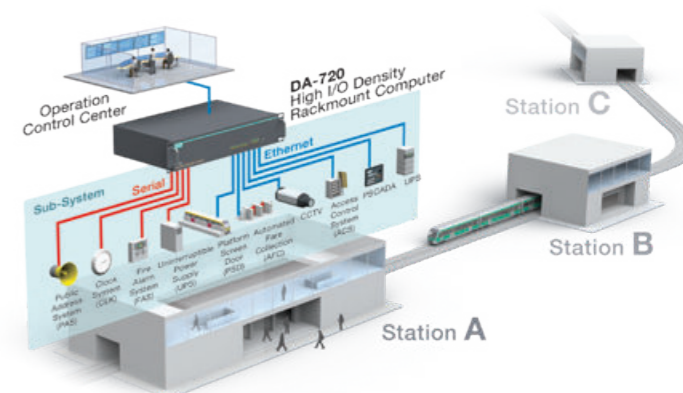 Operation
Control Center
DA-720
High I/O Density
Rackmount Computer
Station C
Sub-System
Serial
Ethernet
Public
Address
System
(PAS)
Clock
System
(CLK)
Fire
Alarm
System
(FAS)
Uninterruptible
Power
Supply
(UPS)
Platform
Screen
Door
(PSD)
Automated
Fare
Collection
(AFC)
CCTV
Access
Control
System
(ACS)
PSCADA
UPS
Station B
Station A